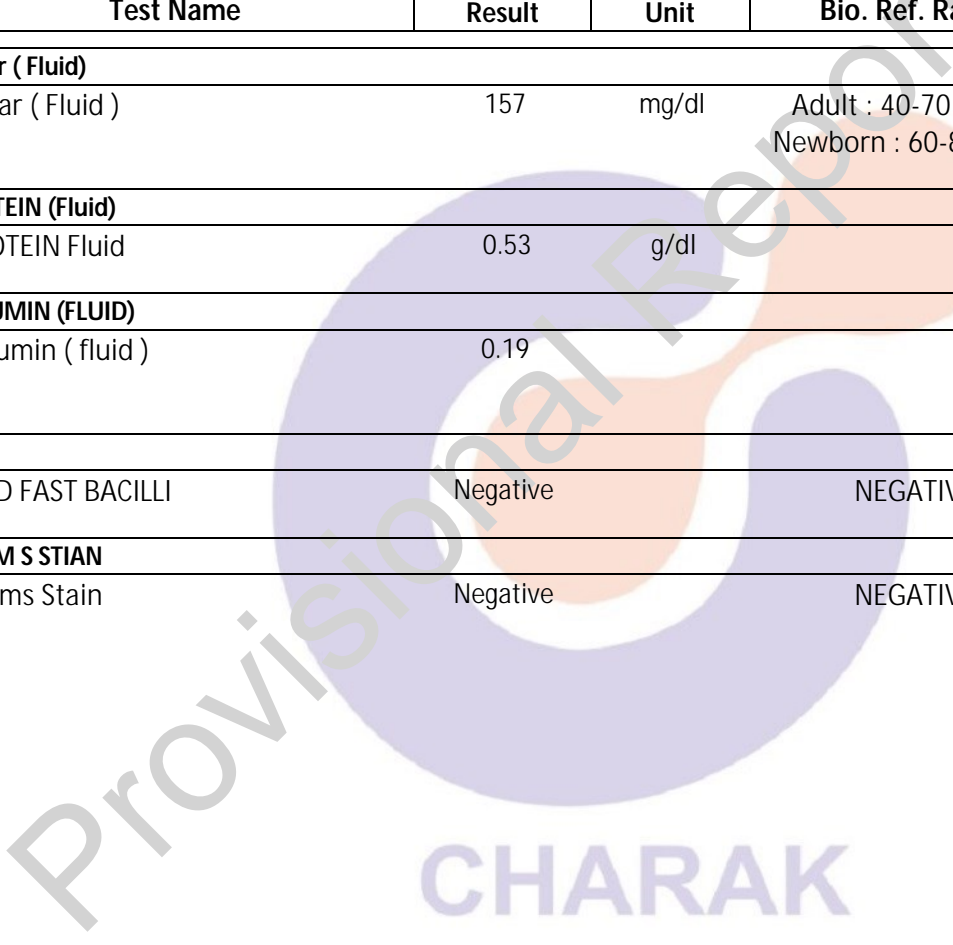 Test Name Result Unit Bio. Ref. Ra
r ( Fluid)
ar ( Fluid ) 157 mg/dl Adult : 40-70
Newborn : 60-8
TEIN (Fluid)
OTEIN Fluid 0.53 g/dl
UMIN (FLUID)
umin ( fluid ) 0.19
D FAST BACILLI Negative NEGATIV
M S STIAN
ms Stain Negative NEGATIV
Provisional Repor
CHARAK